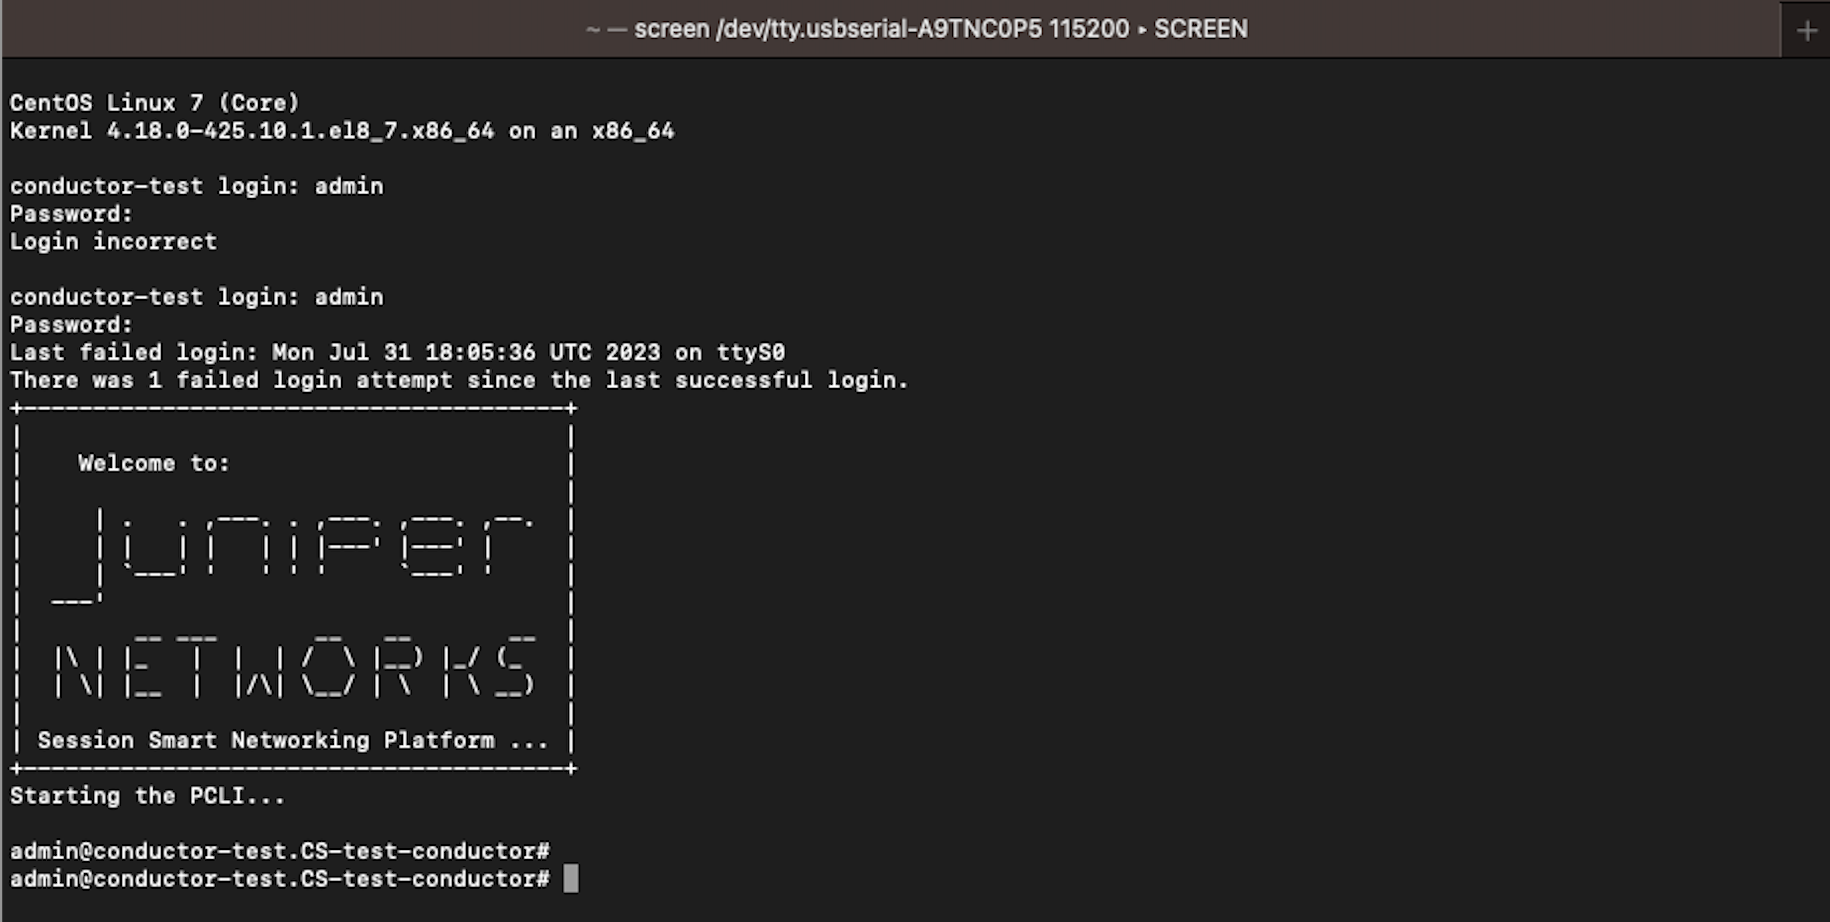 ~ — screen /dev/tty.usbserial-A9TNC0P5 115200 ▸ SCREEN
CentOS Linux 7 (Core)
Kernel 4.18.0-425.10.1.el8_7.x86_64 on an x86_64
conductor-test login: admin
Password:
Login incorrect
conductor-test login: admin
Password:
Last failed login: Mon Jul 31 18:05:36 UTC 2023 on ttyS0
There was 1 failed login attempt since the last successful login.
Welcome to:
Juniper
NETWORKS
Session Smart Networking Platform ...
Starting the PCLI...
admin@conductor-test.CS-test-conductor#
admin@conductor-test.CS-test-conductor#